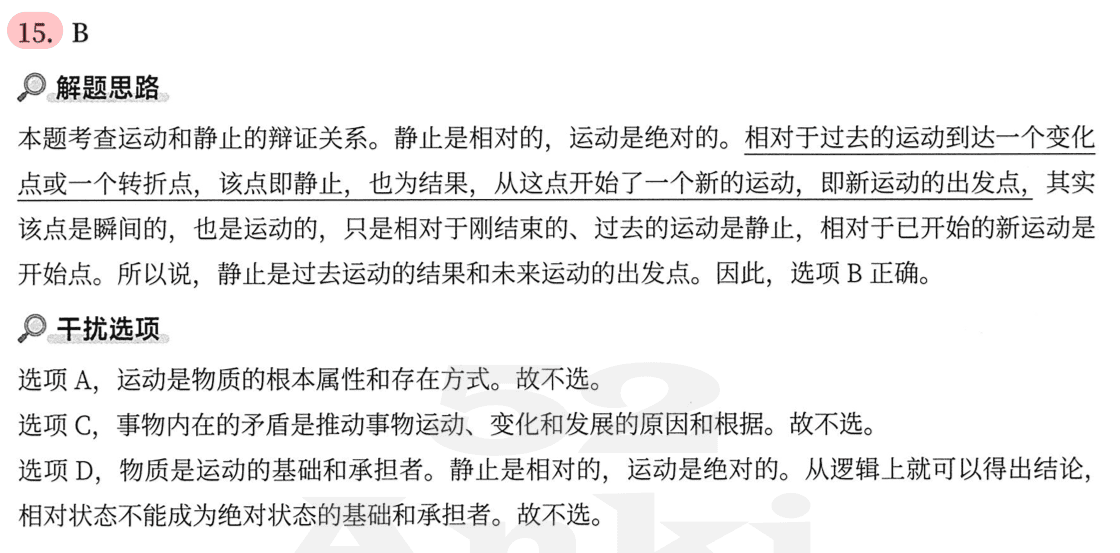 15. B
解题思路
本题考查运动和静止的辩证关系。静止是相对的，运动是绝对的。相对于过去的运动到达一个变化
点或一个转折点，该点即静止，也为结果，从这点开始了一个新的运动，即新运动的出发点，其实
该点是瞬间的，也是运动的，只是相对于刚结束的、过去的运动是静止，相对于已开始的新运动是
开始点。所以说，静止是过去运动的结果和未来运动的出发点。因此，选项 B 正确。
干扰选项
选项 A，运动是物质的根本属性和存在方式。故不选。
选项 C，事物内在的矛盾是推动事物运动、变化和发展的原因和根据。故不选。
选项 D，物质是运动的基础和承担者。静止是相对的，运动是绝对的。从逻辑上就可以得出结论，
相对状态不能成为绝对状态的基础和承担者。故不选。
52
Anki